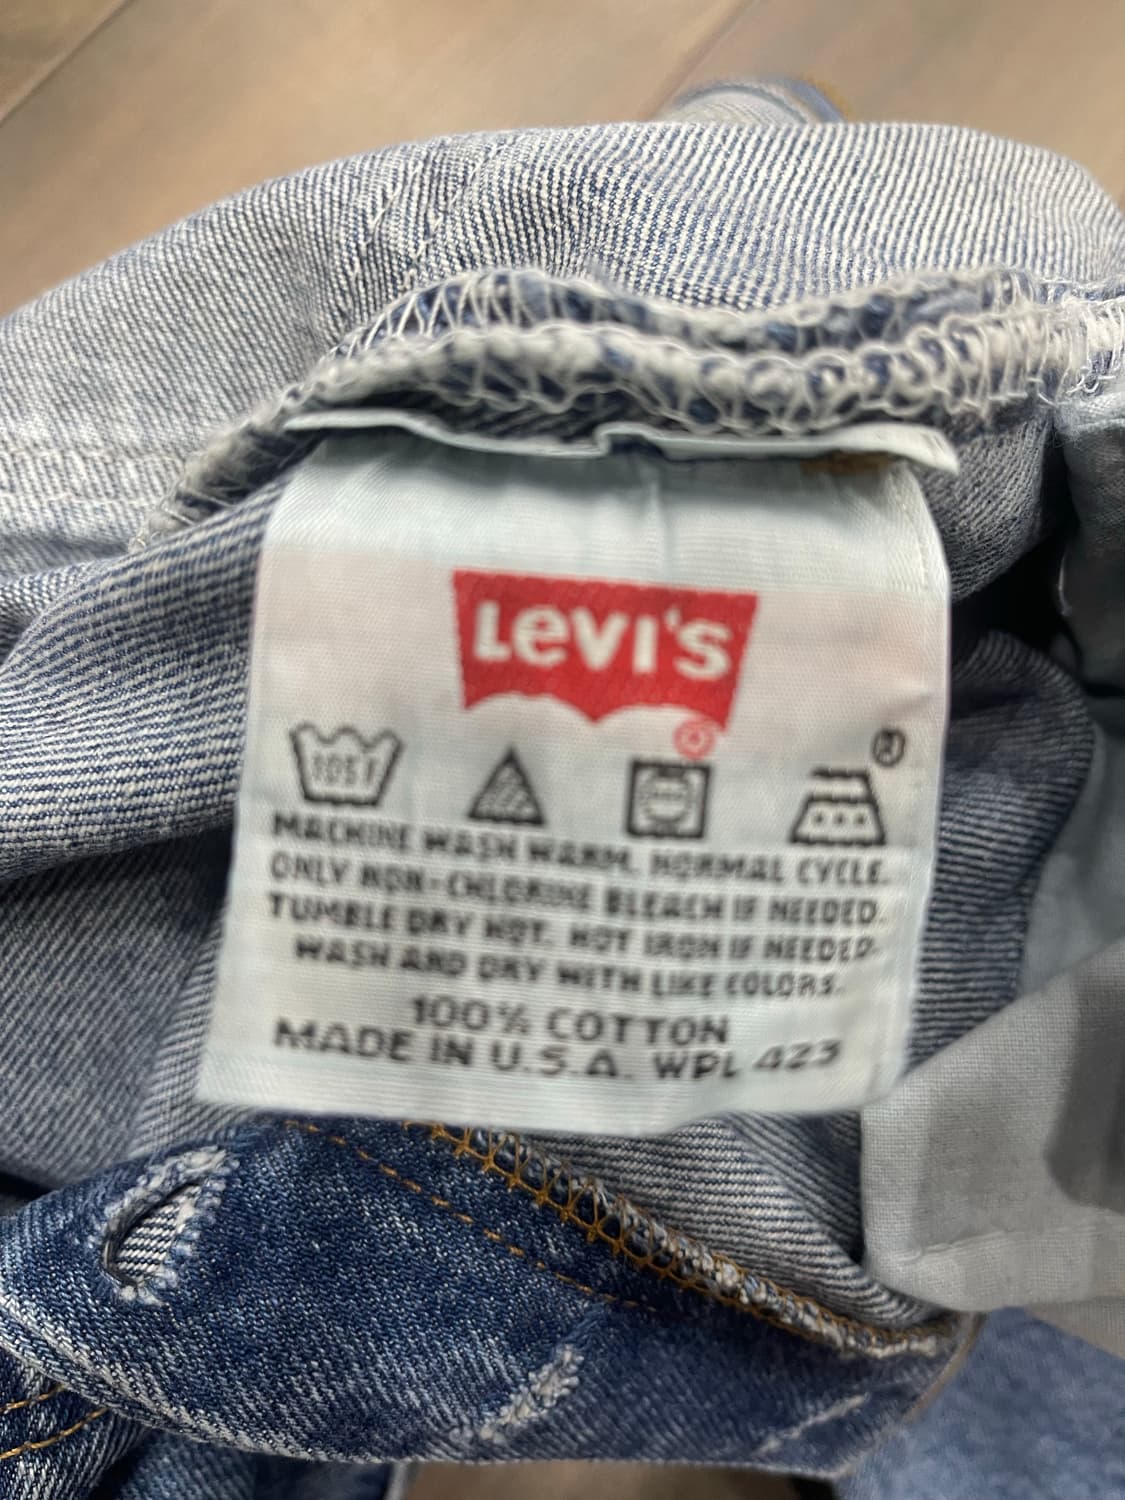 Levi's
®
105F
®
MACHINE WASH WARM, NORMAL CYCLE.
ONLY NON-CHLORINE BLEACH IF NEEDED.
TUMBLE DRY HOT. HOT IRON IF NEEDED.
WASH AND DRY WITH LIKE COLORS.
100% COTTON
MADE IN U.S.A. WPL 423